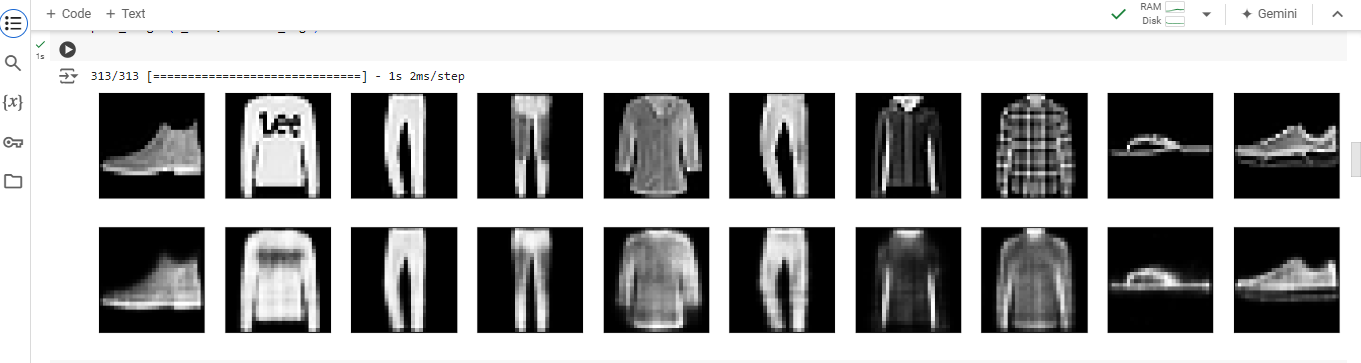 + Code + Text
RAM
Disk
Gemini
1s
{x}
313/313 [==============================] - 1s 2ms/step
Lee